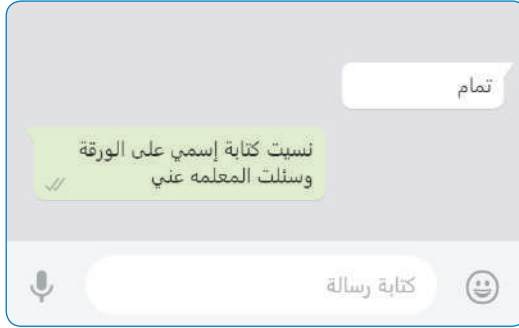 تمام
نسيت كتابة إسمي على الورقة
وسئلت المعلمه عني
كتابة رسالة